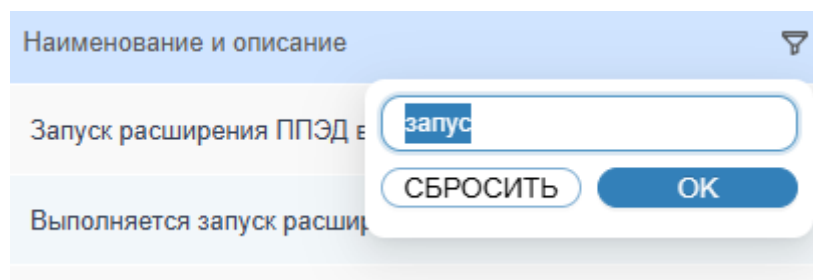 Наименование и описание
Запуск расширения ППЭД в
запус
СБРОСИТЬ OK
Выполняется запуск расшир